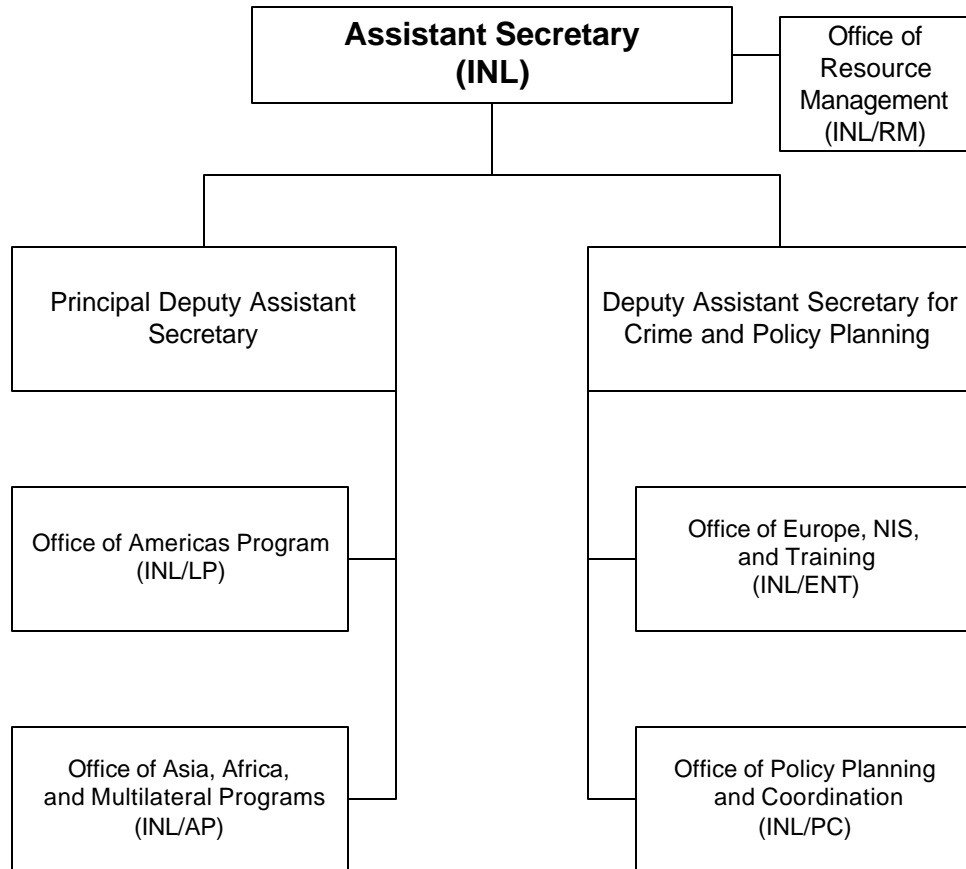 Assistant Secretary
(INL)
Office of
Resource
Management
(INL/RM)
Principal Deputy Assistant
Secretary
Deputy Assistant Secretary for
Crime and Policy Planning
Office of Americas Program
(INL/LP)
Office of Europe, NIS,
and Training
(INL/ENT)
Office of Asia, Africa,
and Multilateral Programs
(INL/AP)
Office of Policy Planning
and Coordination
(INL/PC)